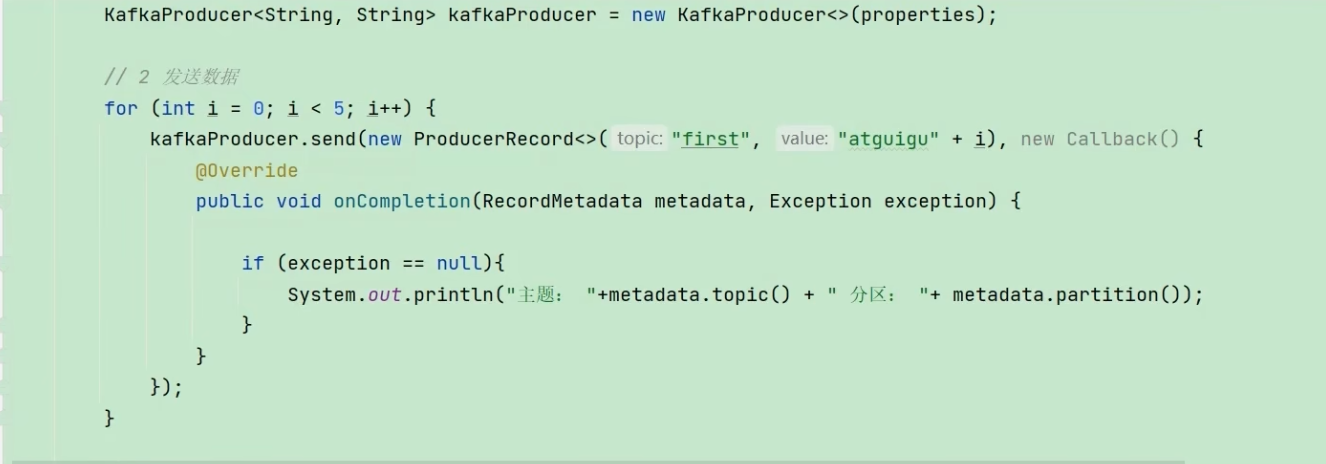 KafkaProducer<String, String> kafkaProducer = new KafkaProducer<>(properties);
// 2 发送数据
for (int i = 0; i < 5; i++) {
kafkaProducer.send(new ProducerRecord<>( topic: "first", value: "atguigu" + i), new Callback() {
@Override
public void onCompletion(RecordMetadata metadata, Exception exception) {
if (exception == null){
System.out.println("主题： "+metadata.topic() + " 分区： "+ metadata.partition());
}
}
});
}